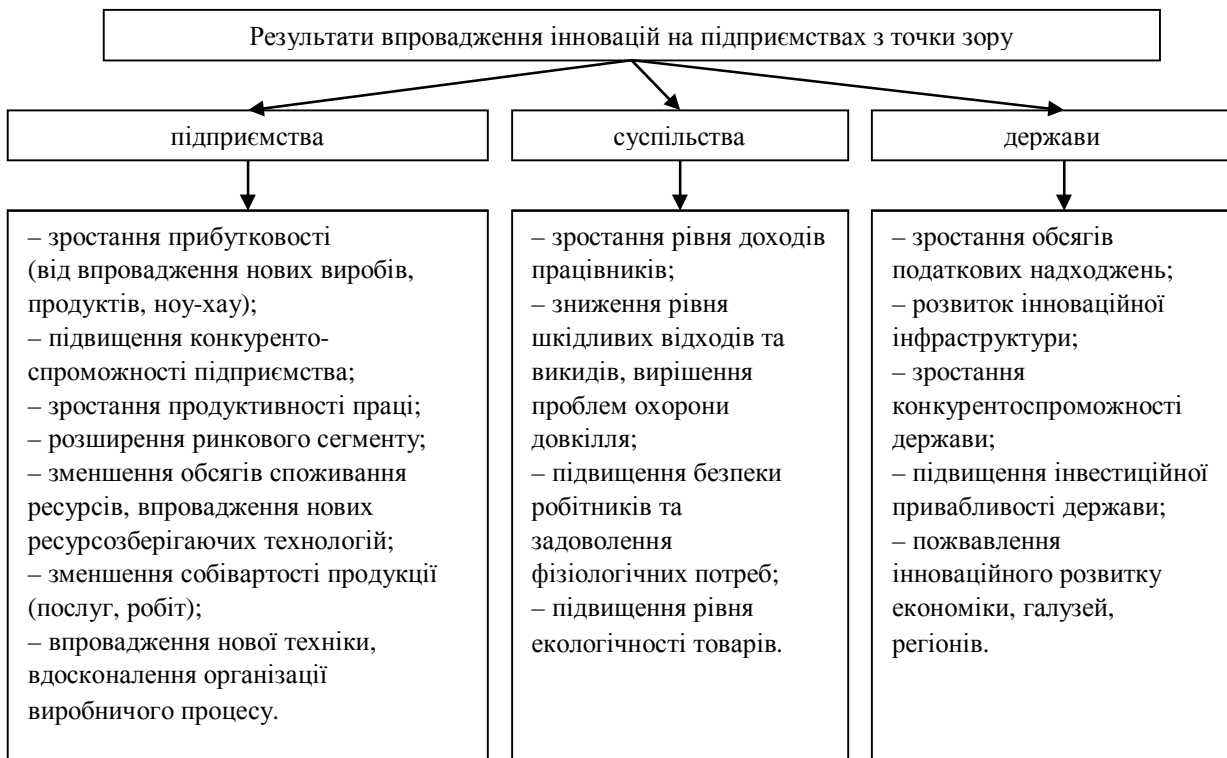 Результати впровадження інновацій на підприємствах з точки зору
підприємства
суспільства
держави
– зростання прибутковості
(від впровадження нових виробів,
продуктів, ноу-хау);
– підвищення конкуренто-
спроможності підприємства;
– зростання продуктивності праці;
– розширення ринкового сегменту;
– зменшення обсягів споживання
ресурсів, впровадження нових
ресурсозберігаючих технологій;
– зменшення собівартості продукції
(послуг, робіт);
– впровадження нової техніки,
вдосконалення організації
виробничого процесу.
– зростання рівня доходів
працівників;
– зниження рівня
шкідливих відходів та
викидів, вирішення
проблем охорони
довкілля;
– підвищення безпеки
робітників та
задоволення
фізіологічних потреб;
– підвищення рівня
екологічності товарів.
– зростання обсягів
податкових надходжень;
– розвиток інноваційної
інфраструктури;
– зростання
конкурентоспроможності
держави;
– підвищення інвестиційної
привабливості держави;
– пожвавлення
інноваційного розвитку
економіки, галузей,
регіонів.